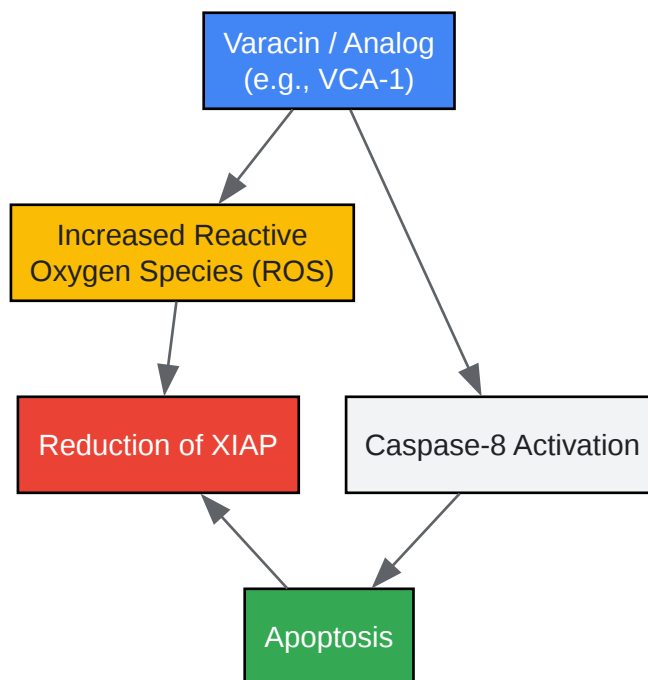 Varacin / Analog
(e.g., VCA-1)
Increased Reactive
Oxygen Species (ROS)
Reduction of XIAP
Caspase-8 Activation
Apoptosis